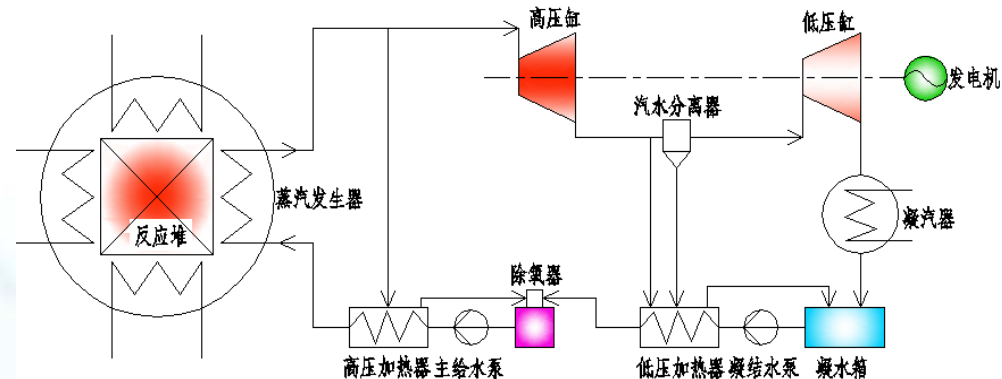 高压缸
低压缸
发电机
汽水分离器
蒸汽发生器
反应堆
凝汽器
除氧器
高压加热器
主给水泵
低压加热器
凝结水泵
凝水箱